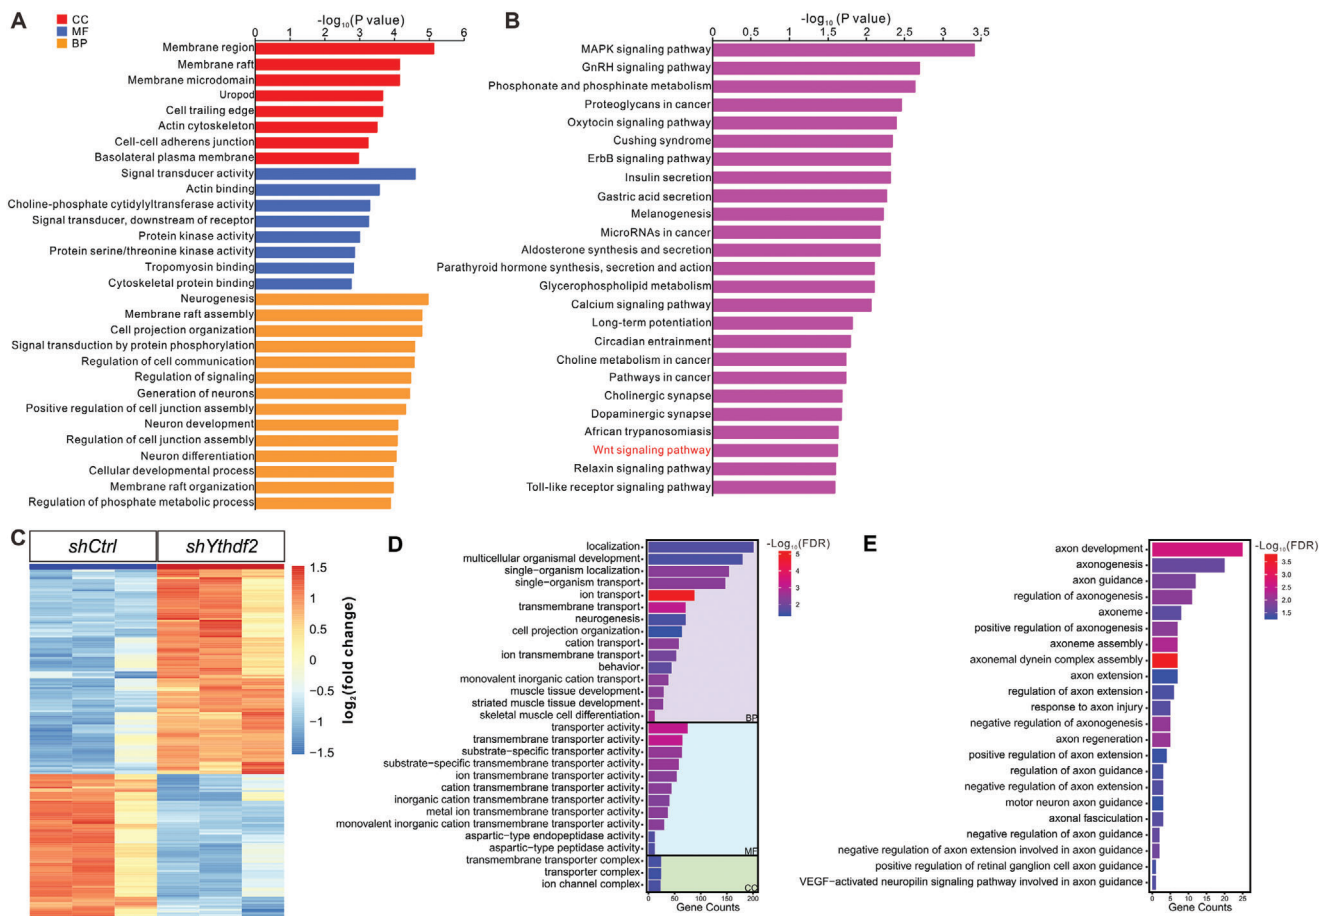 A
CC
MF
BP
-log10(P value)
0 1 2 3 4 5 6
Membrane region
Membrane raft
Membrane microdomain
Uropod
Cell trailing edge
Actin cytoskeleton
Cell-cell adherens junction
Basolateral plasma membrane
Signal transducer activity
Actin binding
Choline-phosphate cytidylyltransferase activity
Signal transducer, downstream of receptor
Protein kinase activity
Protein serine/threonine kinase activity
Tropomyosin binding
Cytoskeletal protein binding
Neurogenesis
Membrane raft assembly
Cell projection organization
Signal transduction by protein phosphorylation
Regulation of cell communication
Regulation of signaling
Generation of neurons
Positive regulation of cell junction assembly
Neuron development
Regulation of cell junction assembly
Neuron differentiation
Cellular developmental process
Membrane raft organization
Regulation of phosphate metabolic process
B
-log10 (P value)
0 0.5 1 1.5 2 2.5 3 3.5
MAPK signaling pathway
GnRH signaling pathway
Phosphonate and phosphinate metabolism
Proteoglycans in cancer
Oxytocin signaling pathway
Cushing syndrome
ErbB signaling pathway
Insulin secretion
Gastric acid secretion
Melanogenesis
MicroRNAs in cancer
Aldosterone synthesis and secretion
Parathyroid hormone synthesis, secretion and action
Glycerophospholipid metabolism
Calcium signaling pathway
Long-term potentiation
Circadian entrainment
Choline metabolism in cancer
Pathways in cancer
Cholinergic synapse
Dopaminergic synapse
African trypanosomiasis
Wnt signaling pathway
Relaxin signaling pathway
Toll-like receptor signaling pathway
C
shCtrl shYthdf2
1.5
1
0.5
0
−0.5
−1
−1.5
log2(fold change)
D
localization
multicellular organismal development
single−organism localization
single−organism transport
ion transport
transmembrane transport
neurogenesis
cell projection organization
cation transport
ion transmembrane transport
behavior
monovalent inorganic cation transport
muscle tissue development
striated muscle tissue development
skeletal muscle cell differentiation
BP
transporter activity
transmembrane transporter activity
substrate−specific transporter activity
substrate−specific transmembrane transporter activity
ion transmembrane transporter activity
cation transmembrane transporter activity
inorganic cation transmembrane transporter activity
metal ion transmembrane transporter activity
monovalent inorganic cation transmembrane transporter activity
aspartic−type endopeptidase activity
aspartic−type peptidase activity
MF
transmembrane transporter complex
transporter complex
ion channel complex
CC
0 50 100 150 200
Gene Counts
-Log10(FDR)
5
4
3
2
E
axon development
axonogenesis
axon guidance
regulation of axonogenesis
axoneme
positive regulation of axonogenesis
axoneme assembly
axonemal dynein complex assembly
axon extension
regulation of axon extension
response to axon injury
negative regulation of axonogenesis
axon regeneration
positive regulation of axon extension
regulation of axon guidance
negative regulation of axon extension
motor neuron axon guidance
axonal fasciculation
negative regulation of axon guidance
negative regulation of axon extension involved in axon guidance
positive regulation of retinal ganglion cell axon guidance
VEGF−activated neuropilin signaling pathway involved in axon guidance
0 5 10 15 20 25
Gene Counts
-Log10(FDR)
3.5
3.0
2.5
2.0
1.5